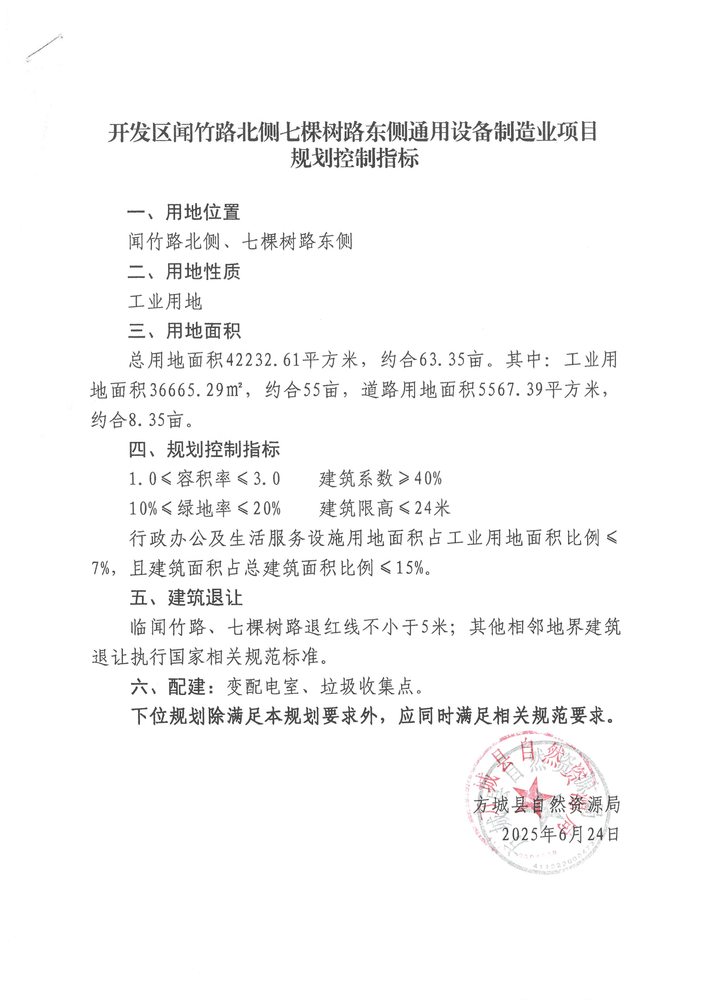 开发区闻竹路北侧七棵树路东侧通用设备制造业项目
规划控制指标
一、用地位置
闻竹路北侧、七棵树路东侧
二、用地性质
工业用地
三、用地面积
总用地面积42232.61平方米，约合63.35亩。其中：工业用
地面积36665.29㎡，约合55亩，道路用地面积5567.39平方米，
约合8.35亩。
四、规划控制指标
1.0≤容积率≤3.0 建筑系数≥40%
10%≤绿地率≤20% 建筑限高≤24米
行政办公及生活服务设施用地面积占工业用地面积比例≤
7%，且建筑面积占总建筑面积比例≤15%。
五、建筑退让
临闻竹路、七棵树路退红线不小于5米；其他相邻地界建筑
退让执行国家相关规范标准。
六、配建：变配电室、垃圾收集点。
下位规划除满足本规划要求外，应同时满足相关规范要求。
方城县自然资源局
方城县自然资源局
2025年6月24日